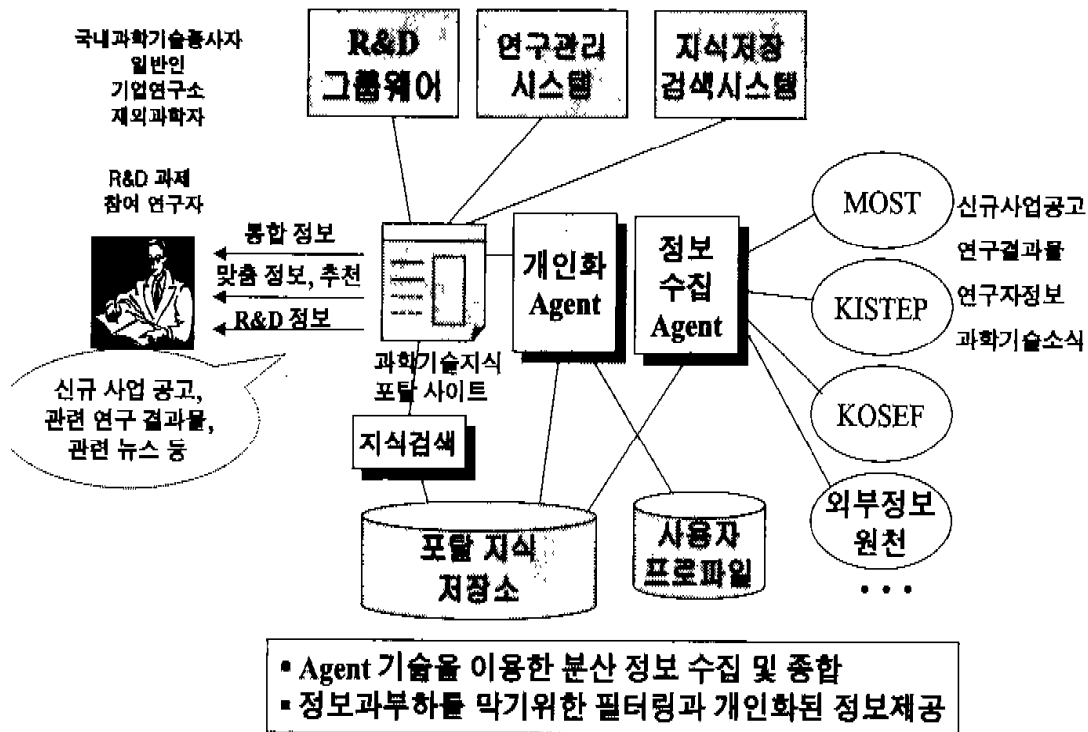 국내과학기술종사자
일반인
기업연구소
재외과학자
R&D 과제
참여 연구자
R&D
그룹웨어
연구관리
시스템
지식저장
검색시스템
통합 정보
맞춤 정보, 추천
R&D 정보
과학기술지식
포탈 사이트
개인화
Agent
정보
수집
Agent
MOST
KISTEP
KOSEF
외부정보
원천
• • •
신규사업공고
연구결과물
연구자정보
과학기술소식
신규 사업 공고,
관련 연구 결과물,
관련 뉴스 등
지식검색
포탈 지식
저장소
사용자
프로파일
▪ Agent 기술을 이용한 분산 정보 수집 및 종합
▪ 정보과부하를 막기위한 필터링과 개인화된 정보제공